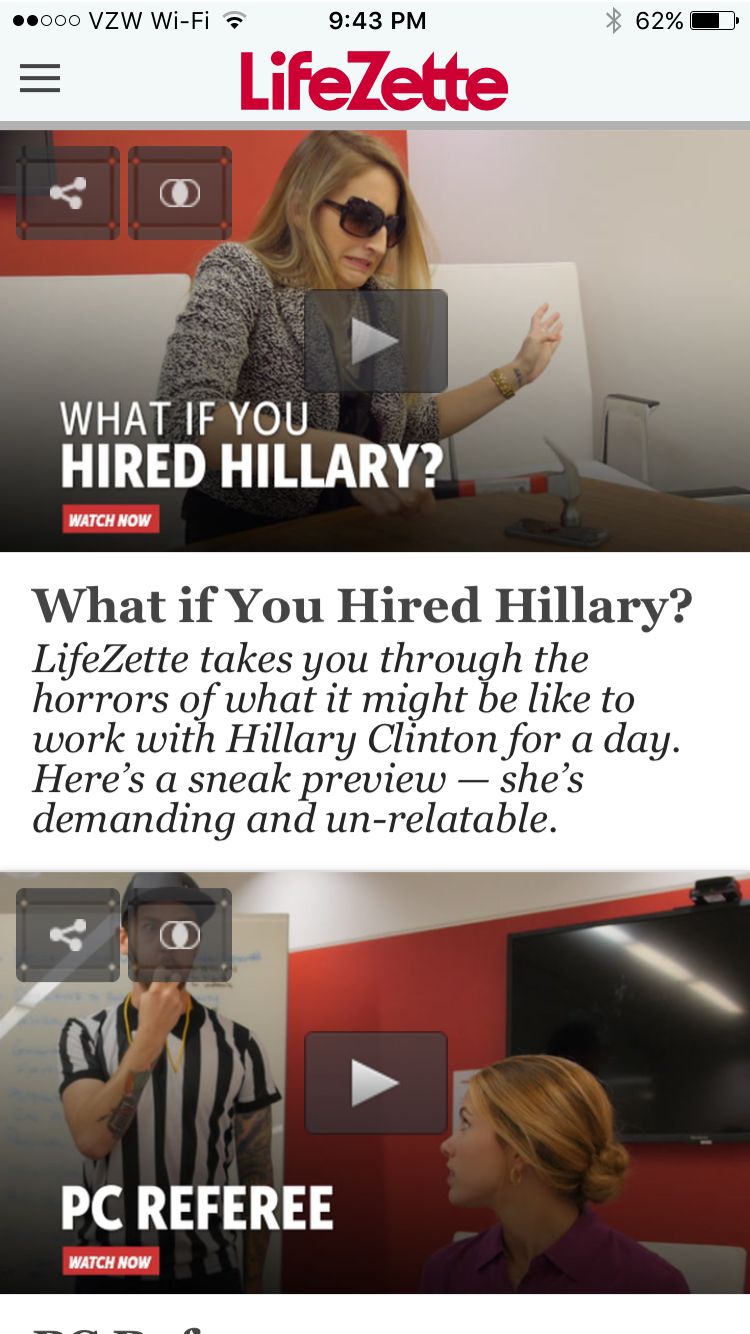 VZW Wi-Fi 9:43 PM 62%
LifeZette
WHAT IF YOU
HIRED HILLARY?
WATCH NOW
What if You Hired Hillary?
LifeZette takes you through the
horrors of what it might be like to
work with Hillary Clinton for a day.
Here’s a sneak preview — she’s
demanding and un-relatable.
PC REFEREE
WATCH NOW